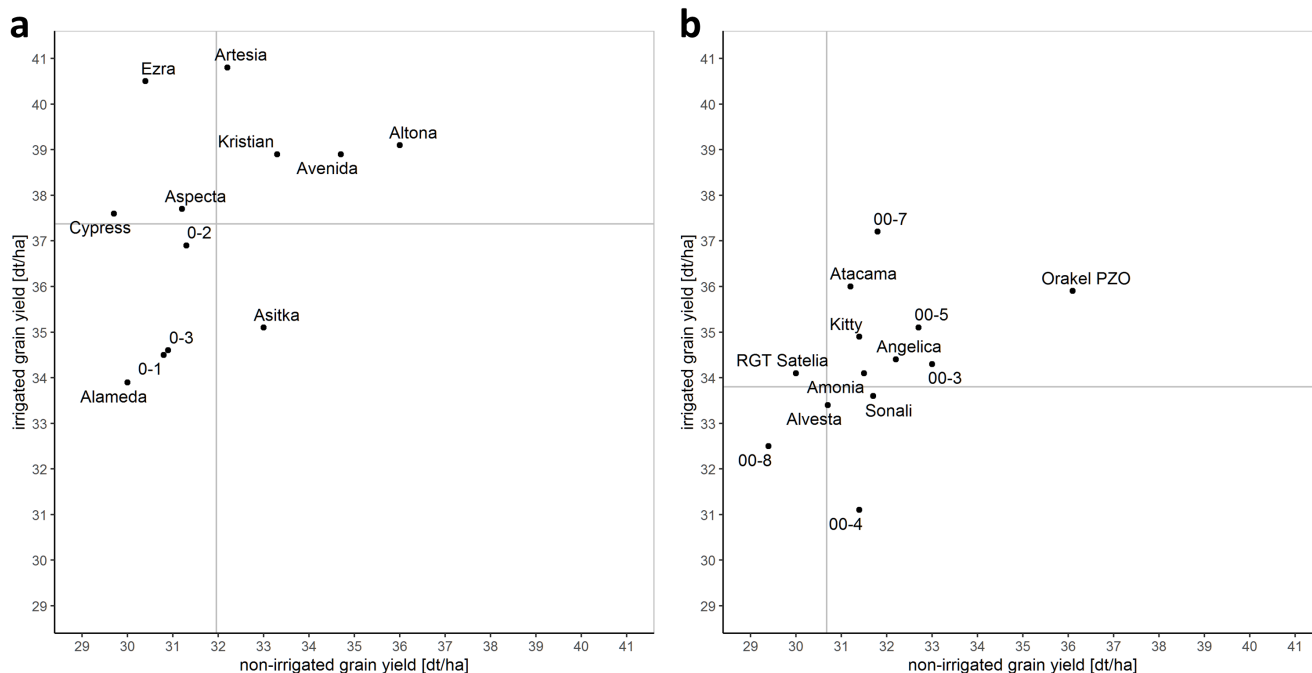 a
irrigated grain yield [dt/ha]
41
40
39
38
37
36
35
34
33
32
31
30
29
Artesia
Ezra
Altona
Kristian
Avenida
Aspecta
Cypress
0-2
Asitka
0-3
0-1
Alameda
29 30 31 32 33 34 35 36 37 38 39 40 41
non-irrigated grain yield [dt/ha]
b
irrigated grain yield [dt/ha]
41
40
39
38
37
36
35
34
33
32
31
30
29
00-7
Atacama
Orakel PZO
00-5
Kitty
Angelica
RGT Satelia
00-3
Amonia
Sonali
Alvesta
00-8
00-4
29 30 31 32 33 34 35 36 37 38 39 40 41
non-irrigated grain yield [dt/ha]